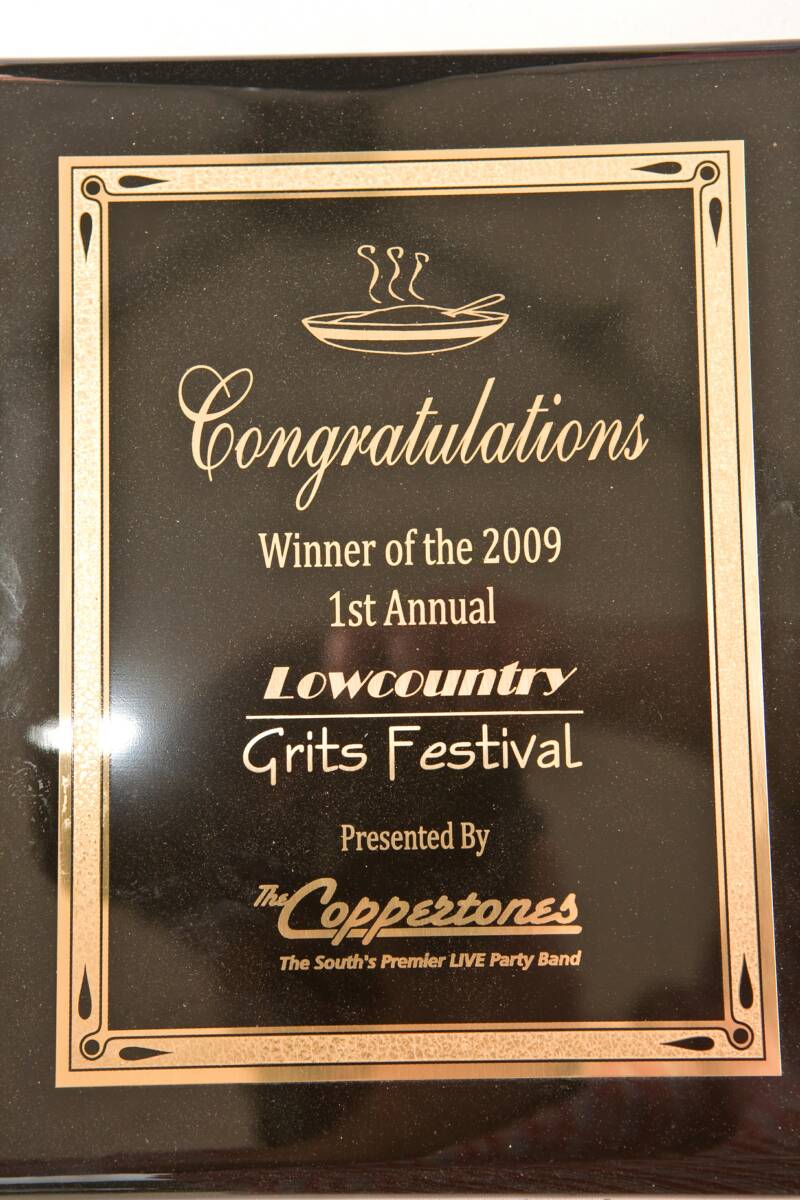 Congratulations
Winner of the 2009
1st Annual
Lowcountry
Grits Festival
Presented By
The Coppertones
The South's Premier LIVE Party Band